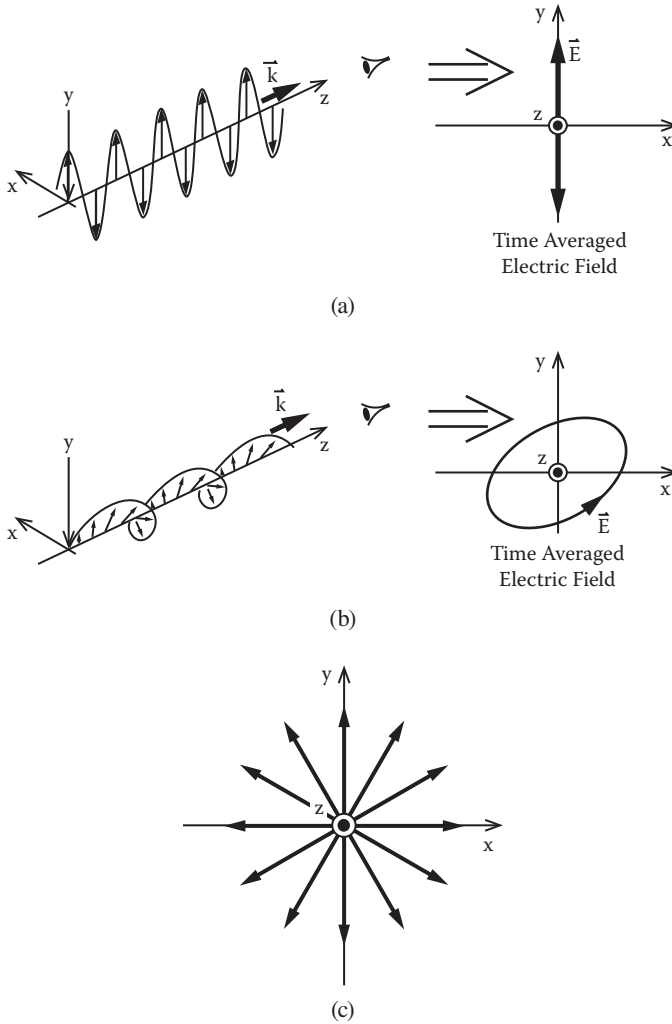 y
x
k
z
y
E
z
x
Time Averaged
Electric Field
(a)
y
x
k
z
y
z
x
E
Time Averaged
Electric Field
(b)
y
z
x
(c)